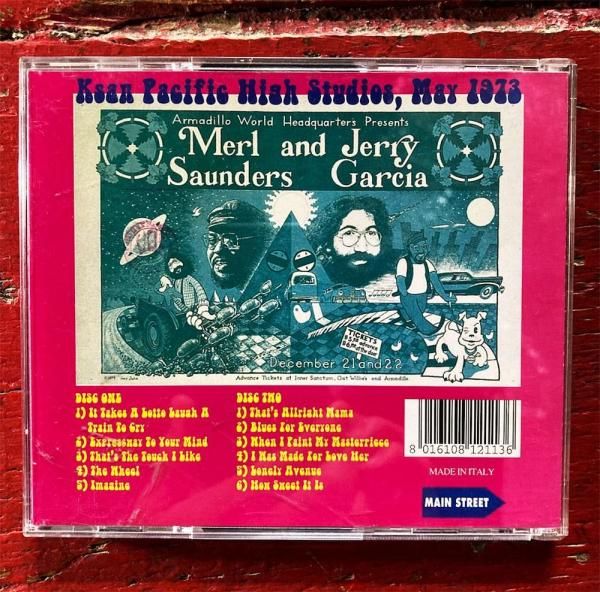 Ksan Pacific High Studios, May 1973
Armadillo World Headquarters Presents
Merl and Jerry
Saunders Garcia
TICKETS
December 21 and 22
Advance Tickets at Inner Sanctum, Oat Willie's and Armadillo
DISC ONE
1) It Takes A Lotto Laugh A
Train To Cry
2) Expressway To Your Mind
3) That's The Touch I Like
4) The Wheel
5) Imagine
DISC TWO
1) That's Allright Mama
2) Blues For Everyone
3) When I Paint My Masterpiece
4) I Was Made For Love Her
5) Lonely Avenue
6) How Sweet It Is
8 016108 121136
MADE IN ITALY
MAIN STREET